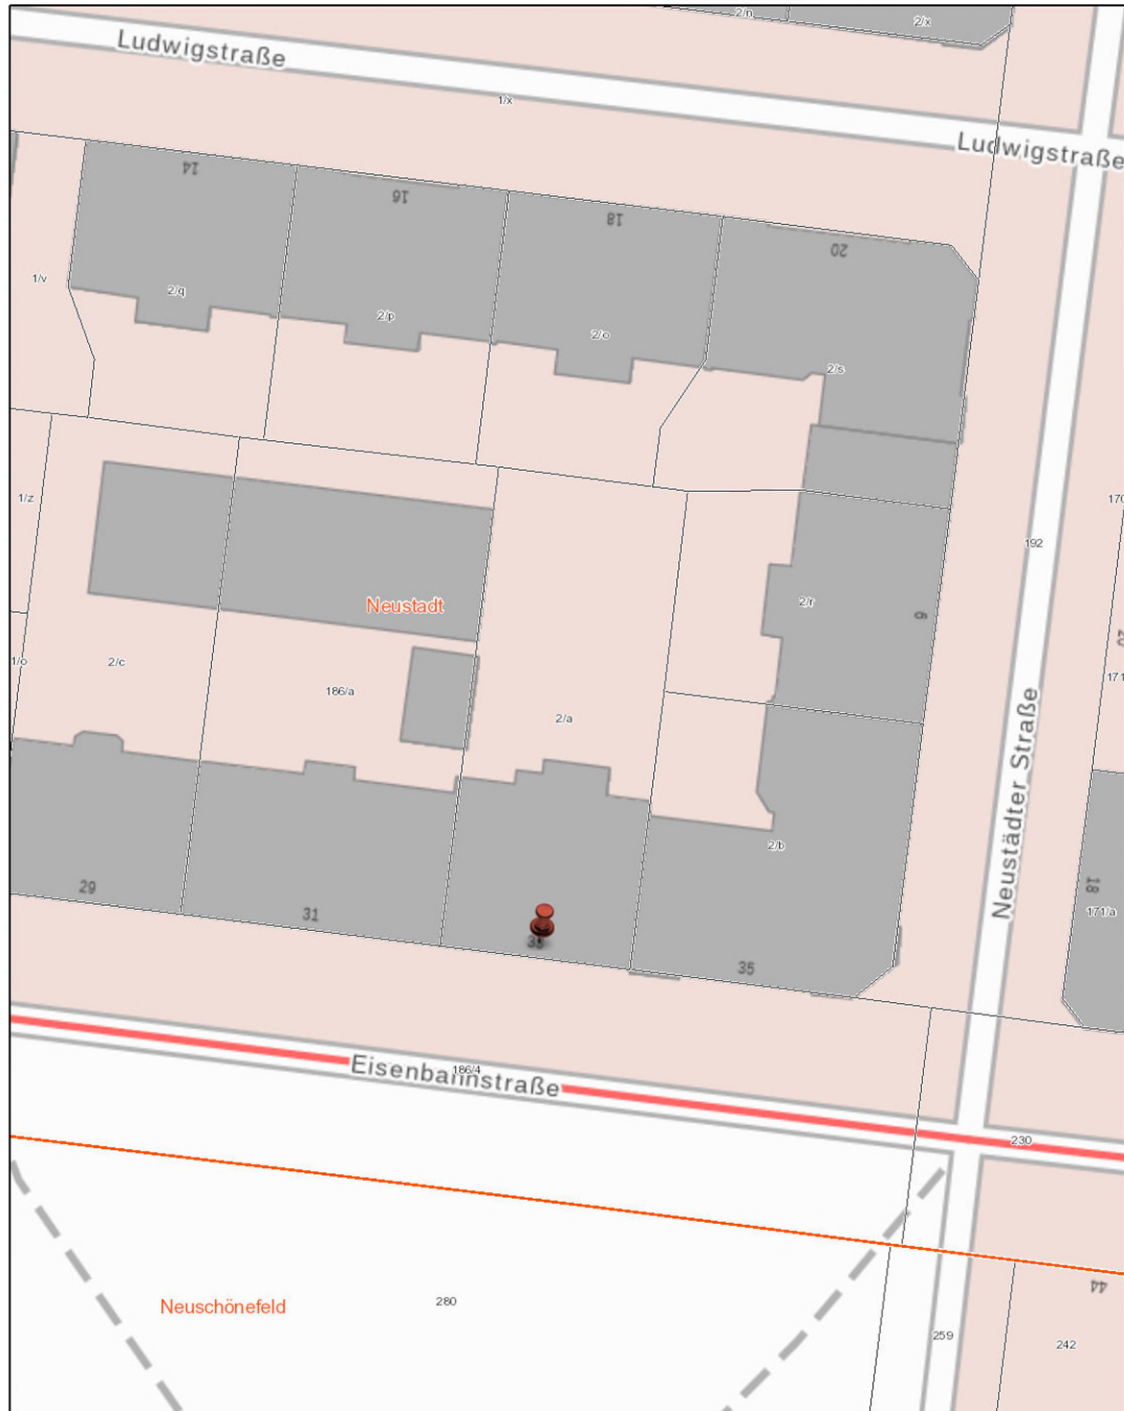 2/n
2/x
Ludwigstraße
1/x
Ludwigstraße
14
16
18
20
1/v
2/q
2/p
2/o
2/s
1/z
170
192
Neustadt
2/r
6
1/o
2/c
186/a
171
2/a
Neustädter Straße
2/b
29
31
35
18
171/a
Eisenbahnstraße
186/4
230
Neuschönefeld
280
44
259
242